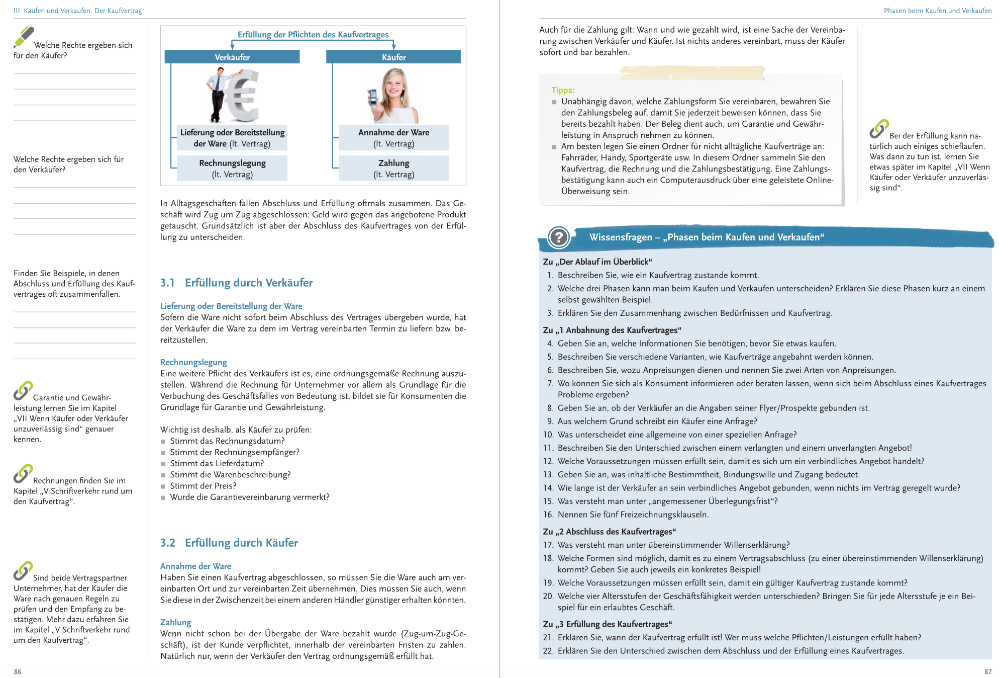 III Kaufen und Verkaufen: Der Kaufvertrag
Welche Rechte ergeben sich
für den Käufer?
Welche Rechte ergeben sich für
den Verkäufer?
Finden Sie Beispiele, in denen
Abschluss und Erfüllung des Kauf-
vertrages oft zusammenfallen.
Garantie und Gewähr-
leistung lernen Sie im Kapitel
„VII Wenn Käufer oder Verkäufer
unzuverlässig sind“ genauer
kennen.
Rechnungen finden Sie im
Kapitel „V Schriftverkehr rund um
den Kaufvertrag“.
Sind beide Vertragspartner
Unternehmer, hat der Käufer die
Ware nach genauen Regeln zu
prüfen und den Empfang zu be-
stätigen. Mehr dazu erfahren Sie
im Kapitel „V Schriftverkehr rund
um den Kaufvertrag“.
Erfüllung der Pflichten des Kaufvertrages
Verkäufer
Lieferung oder Bereitstellung
der Ware (lt. Vertrag)
Rechnungslegung
(lt. Vertrag)
Käufer
Annahme der Ware
(lt. Vertrag)
Zahlung
(lt. Vertrag)
In Alltagsgeschäften fallen Abschluss und Erfüllung oftmals zusammen. Das Ge-
schäft wird Zug um Zug abgeschlossen: Geld wird gegen das angebotene Produkt
getauscht. Grundsätzlich ist aber der Abschluss des Kaufvertrages von der Erfül-
lung zu unterscheiden.
3.1 Erfüllung durch Verkäufer
Lieferung oder Bereitstellung der Ware
Sofern die Ware nicht sofort beim Abschluss des Vertrages übergeben wurde, hat
der Verkäufer die Ware zu dem im Vertrag vereinbarten Termin zu liefern bzw. be-
reitzustellen.
Rechnungslegung
Eine weitere Pflicht des Verkäufers ist es, eine ordnungsgemäße Rechnung auszu-
stellen. Während die Rechnung für Unternehmer vor allem als Grundlage für die
Verbuchung des Geschäftsfalles von Bedeutung ist, bildet sie für Konsumenten die
Grundlage für Garantie und Gewährleistung.
Wichtig ist deshalb, als Käufer zu prüfen:
■ Stimmt das Rechnungsdatum?
■ Stimmt der Rechnungsempfänger?
■ Stimmt das Lieferdatum?
■ Stimmt die Warenbeschreibung?
■ Stimmt der Preis?
■ Wurde die Garantievereinbarung vermerkt?
3.2 Erfüllung durch Käufer
Annahme der Ware
Haben Sie einen Kaufvertrag abgeschlossen, so müssen Sie die Ware auch am ver-
einbarten Ort und zur vereinbarten Zeit übernehmen. Dies müssen Sie auch, wenn
Sie diese in der Zwischenzeit bei einem anderen Händler günstiger erhalten könnten.
Zahlung
Wenn nicht schon bei der Übergabe der Ware bezahlt wurde (Zug-um-Zug-Ge-
schäft), ist der Kunde verpflichtet, innerhalb der vereinbarten Fristen zu zahlen.
Natürlich nur, wenn der Verkäufer den Vertrag ordnungsgemäß erfüllt hat.
86
Phasen beim Kaufen und Verkaufen
Auch für die Zahlung gilt: Wann und wie gezahlt wird, ist eine Sache der Vereinba-
rung zwischen Verkäufer und Käufer. Ist nichts anderes vereinbart, muss der Käufer
sofort und bar bezahlen.
Tipps:
■ Unabhängig davon, welche Zahlungsform Sie vereinbaren, bewahren Sie
den Zahlungsbeleg auf, damit Sie jederzeit beweisen können, dass Sie
bereits bezahlt haben. Der Beleg dient auch, um Garantie und Gewähr-
leistung in Anspruch nehmen zu können.
■ Am besten legen Sie einen Ordner für nicht alltägliche Kaufverträge an:
Fahrräder, Handy, Sportgeräte usw. In diesem Ordner sammeln Sie den
Kaufvertrag, die Rechnung und die Zahlungsbestätigung. Eine Zahlungs-
bestätigung kann auch ein Computerausdruck über eine geleistete Online-
Überweisung sein.
Bei der Erfüllung kann na-
türlich auch einiges schieflaufen.
Was dann zu tun ist, lernen Sie
etwas später im Kapitel „VII Wenn
Käufer oder Verkäufer unzuverläs-
sig sind“.
? Wissensfragen – „Phasen beim Kaufen und Verkaufen“
Zu „Der Ablauf im Überblick“
1. Beschreiben Sie, wie ein Kaufvertrag zustande kommt.
2. Welche drei Phasen kann man beim Kaufen und Verkaufen unterscheiden? Erklären Sie diese Phasen kurz an einem
selbst gewählten Beispiel.
3. Erklären Sie den Zusammenhang zwischen Bedürfnissen und Kaufvertrag.
Zu „1 Anbahnung des Kaufvertrages“
4. Geben Sie an, welche Informationen Sie benötigen, bevor Sie etwas kaufen.
5. Beschreiben Sie verschiedene Varianten, wie Kaufverträge angebahnt werden können.
6. Beschreiben Sie, wozu Anpreisungen dienen und nennen Sie zwei Arten von Anpreisungen.
7. Wo können Sie sich als Konsument informieren oder beraten lassen, wenn sich beim Abschluss eines Kaufvertrages
Probleme ergeben?
8. Geben Sie an, ob der Verkäufer an die Angaben seiner Flyer/Prospekte gebunden ist.
9. Aus welchem Grund schreibt ein Käufer eine Anfrage?
10. Was unterscheidet eine allgemeine von einer speziellen Anfrage?
11. Beschreiben Sie den Unterschied zwischen einem verlangten und einem unverlangten Angebot!
12. Welche Voraussetzungen müssen erfüllt sein, damit es sich um ein verbindliches Angebot handelt?
13. Geben Sie an, was inhaltliche Bestimmtheit, Bindungswille und Zugang bedeutet.
14. Wie lange ist der Verkäufer an sein verbindliches Angebot gebunden, wenn nichts im Vertrag geregelt wurde?
15. Was versteht man unter „angemessener Überlegungsfrist“?
16. Nennen Sie fünf Freizeichnungsklauseln.
Zu „2 Abschluss des Kaufvertrages“
17. Was versteht man unter übereinstimmender Willenserklärung?
18. Welche Formen sind möglich, damit es zu einem Vertragsabschluss (zu einer übereinstimmenden Willenserklärung)
kommt? Geben Sie auch jeweils ein konkretes Beispiel!
19. Welche Voraussetzungen müssen erfüllt sein, damit ein gültiger Kaufvertrag zustande kommt?
20. Welche vier Altersstufen der Geschäftsfähigkeit werden unterschieden? Bringen Sie für jede Altersstufe je ein Bei-
spiel für ein erlaubtes Geschäft.
Zu „3 Erfüllung des Kaufvertrages“
21. Erklären Sie, wann der Kaufvertrag erfüllt ist! Wer muss welche Pflichten/Leistungen erfüllt haben?
22. Erklären Sie den Unterschied zwischen dem Abschluss und der Erfüllung eines Kaufvertrages.
87